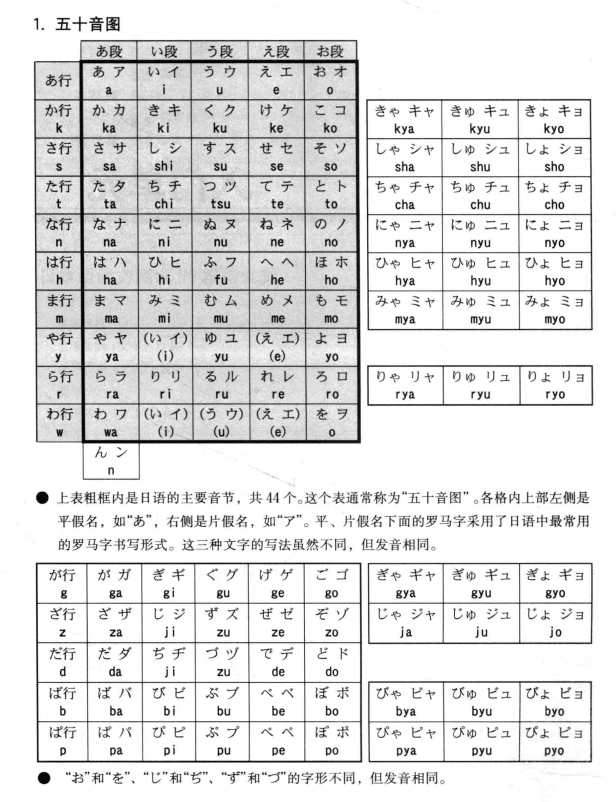 1. 五十音图
あ段 い段 う段 え段 お段
あ行 あ ア い イ う ウ え エ お オ
a i u e o
か行 か カ き キ く ク け ケ こ コ きゃ キャ きゅ キュ きょ キョ
k ka ki ku ke ko kya kyu kyo
さ行 さ サ し シ す ス せ セ そ ソ しゃ シャ しゅ シュ しょ ショ
s sa shi su se so sha shu sho
た行 た タ ち チ つ ツ て テ と ト ちゃ チャ ちゅ チュ ちょ チョ
t ta chi tsu te to cha chu cho
な行 な ナ に ニ ぬ ヌ ね ネ の ノ にゃ ニャ にゅ ニュ にょ ニョ
n na ni nu ne no nya nyu nyo
は行 は ハ ひ ヒ ふ フ へ ヘ ほ ホ ひゃ ヒャ ひゅ ヒュ ひょ ヒョ
h ha hi fu he ho hya hyu hyo
ま行 ま マ み ミ む ム め メ も モ みゃ ミャ みゅ ミュ みょ ミョ
m ma mi mu me mo mya myu myo
や行 や ヤ (い イ) ゆ ユ (え エ) よ ヨ
y ya (i) yu (e) yo
ら行 ら ラ り リ る ル れ レ ろ ロ りゃ リャ りゅ リュ りょ リョ
r ra ri ru re ro rya ryu ryo
わ行 わ ワ (い イ) (う ウ) (え エ) を ヲ
w wa (i) (u) (e) o
ん ン
n
● 上表粗框内是日语的主要音节，共 44 个。这个表通常称为“五十音图”。各格内上部左侧是
平假名，如“あ”，右侧是片假名，如“ア”。平、片假名下面的罗马字采用了日语中最常用
的罗马字书写形式。这三种文字的写法虽然不同，但发音相同。
が行 が ガ ぎ ギ ぐ グ げ ゲ ご ゴ ぎゃ ギャ ぎゅ ギュ ぎょ ギョ
g ga gi gu ge go gya gyu gyo
ざ行 ざ ザ じ ジ ず ズ ぜ ゼ ぞ ゾ じゃ ジャ じゅ ジュ じょ ジョ
z za ji zu ze zo ja ju jo
だ行 だ ダ ぢ ヂ づ ヅ で デ ど ド
d da ji zu de do
ば行 ば バ び ビ ぶ ブ べ ベ ぼ ボ びゃ ビャ びゅ ビュ びょ ビョ
b ba bi bu be bo bya byu byo
ぱ行 ぱ パ ぴ ピ ぷ プ ぺ ペ ぽ ポ ぴゃ ピャ ぴゅ ピュ ぴょ ピョ
p pa pi pu pe po pya pyu pyo
● “お”和“を”、“じ”和“ぢ”、“ず”和“づ”的字形不同，但发音相同。